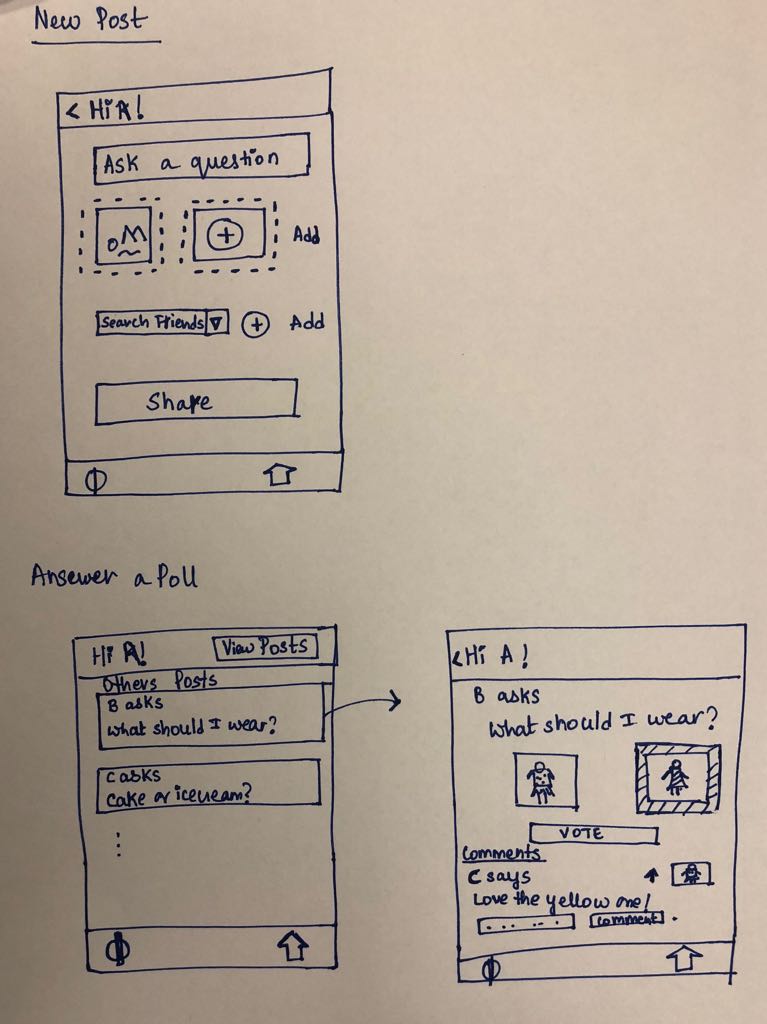 New Post
< Hi A!
Ask a question
Add
Search Friends
Add
Share
Answer a Poll
Hi A!
View Posts
Others Posts
B asks
What should I wear?
C asks
Cake or icecream?
< Hi A!
B asks
What should I wear?
VOTE
Comments
C says
Love the yellow one!
comment